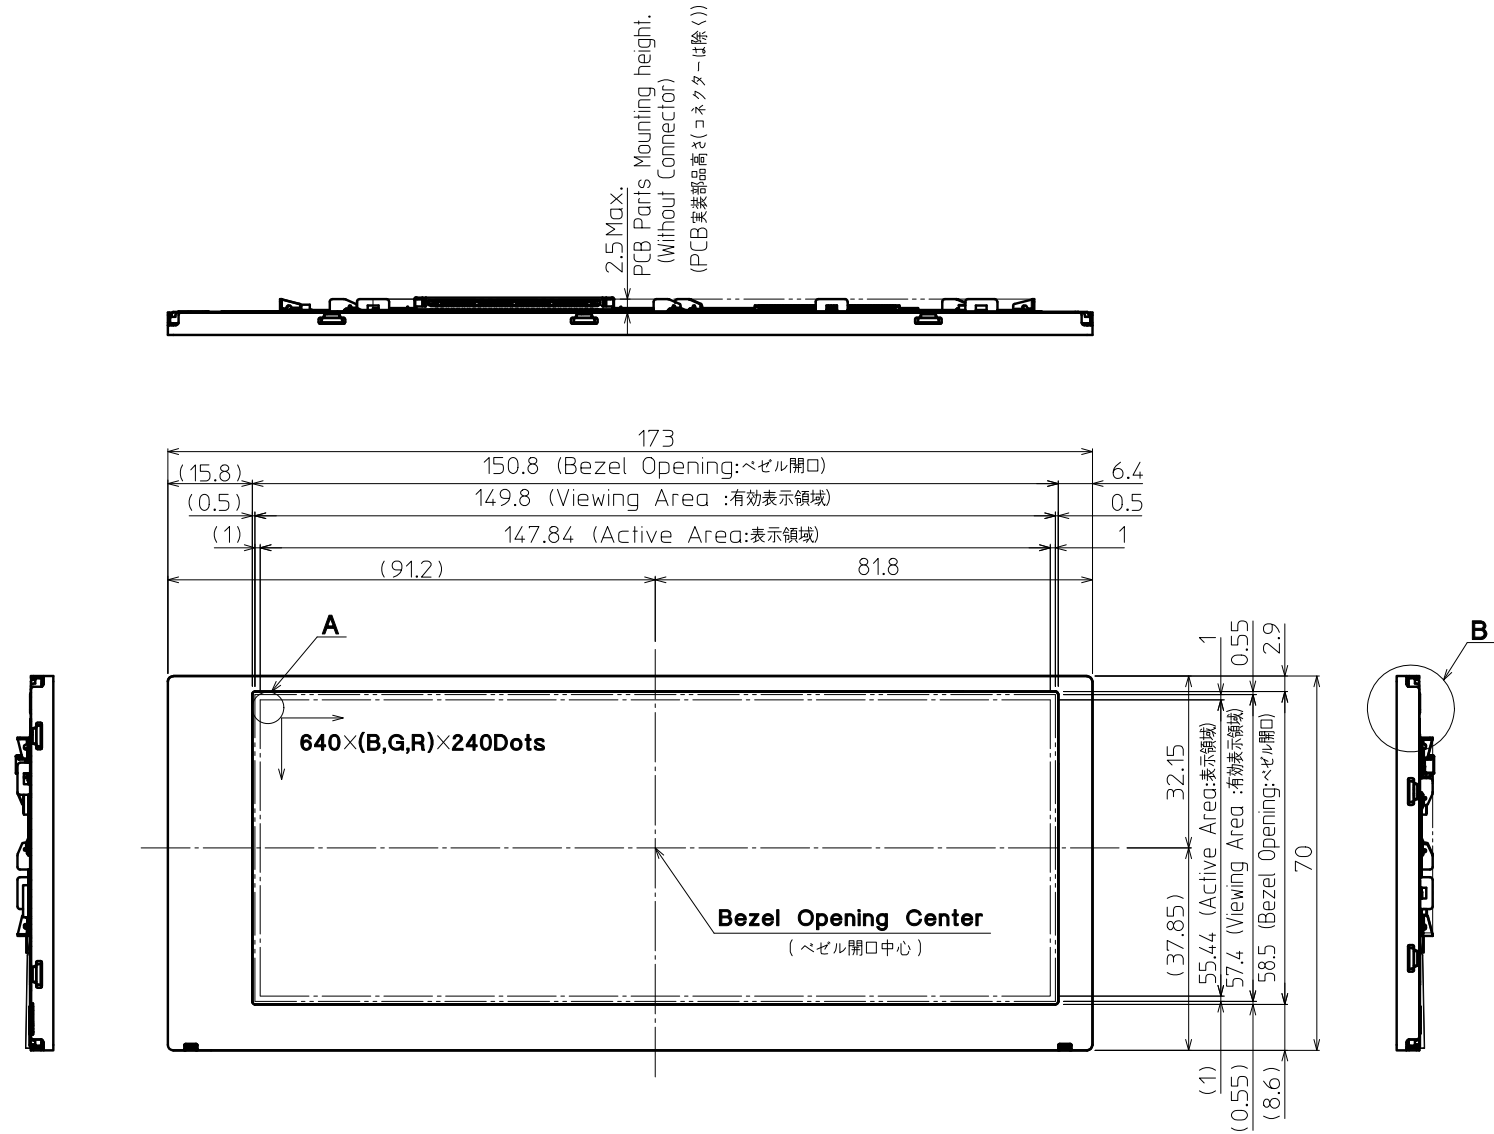 2.5Max.
PCB Parts Mounting height.
(Without Connector)
(PCB実装部品高さ(コネクターは除く))
173
(15.8)
150.8 (Bezel Opening:ベゼル開口)
6.4
(0.5)
149.8 (Viewing Area :有効表示領域)
0.5
(1)
147.84 (Active Area:表示領域)
1
(91.2)
81.8
A
B
1
0.55
2.9
640×(B,G,R)×240Dots
32.15
(37.85)
55.44 (Active Area:表示領域)
57.4 (Viewing Area :有効表示領域)
58.5 (Bezel Opening:ベゼル開口)
70
Bezel Opening Center
(ベゼル開口中心)
(1)
(0.55)
(8.6)